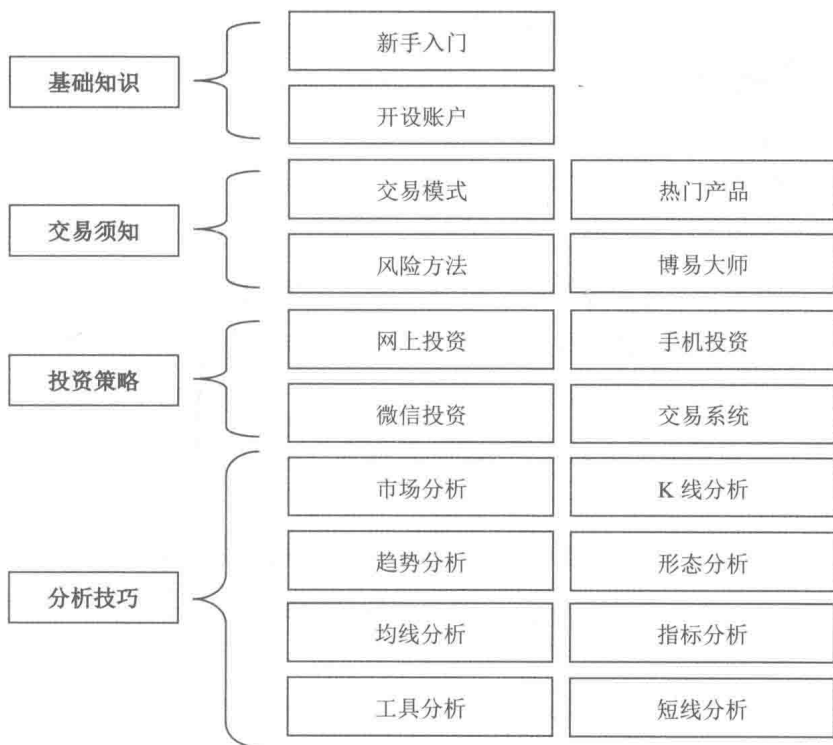 基础知识
新手入门
开设账户
交易须知
交易模式
热门产品
风险方法
博易大师
投资策略
网上投资
手机投资
微信投资
交易系统
分析技巧
市场分析
K 线分析
趋势分析
形态分析
均线分析
指标分析
工具分析
短线分析